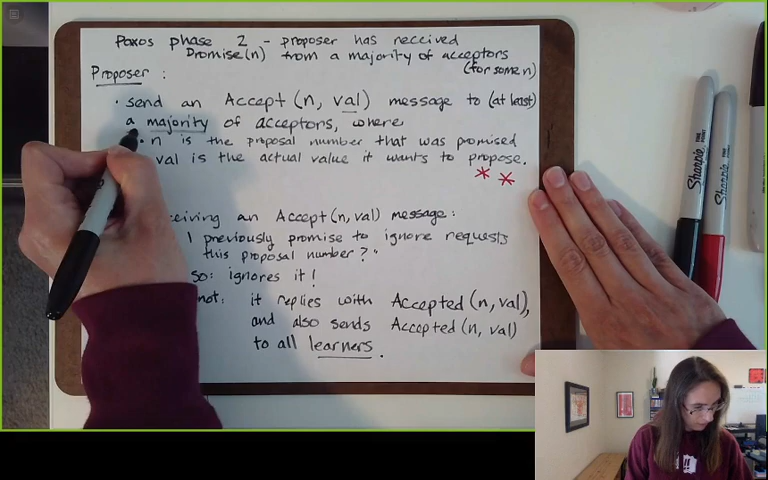 Paxos phase 2 - proposer has received
Promise(n) from a majority of acceptors
(for some n)
Proposer :
· send an Accept (n, val) message to (at least)
a majority of acceptors, where
· n is the proposal number that was promised
val is the actual value it wants to propose.
* *
ceiving an Accept(n, val) message:
I previously promise to ignore requests
this proposal number? "
so: ignores it!
not: it replies with Accepted (n, val),
and also sends Accepted (n, val)
to all learners.
Sharpie
Sharpie